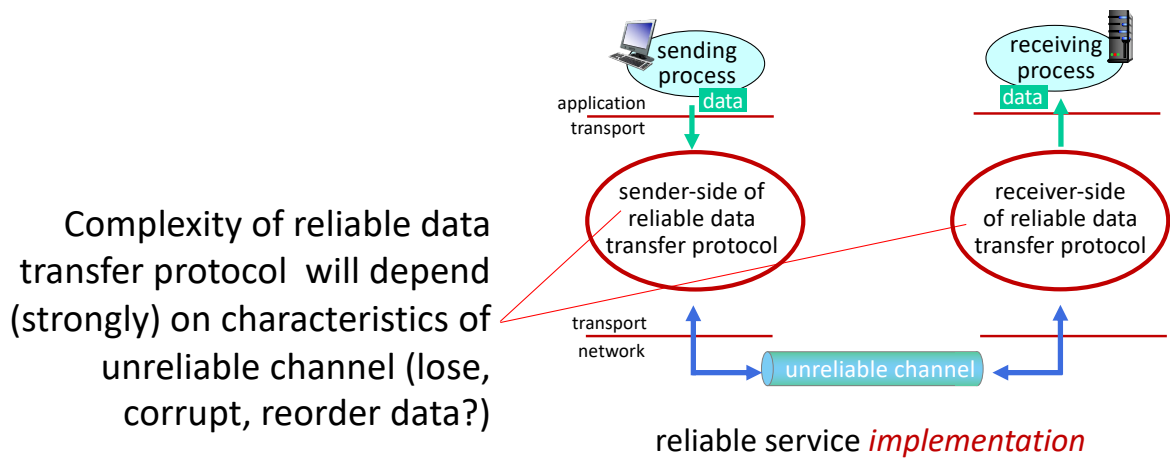 Complexity of reliable data
transfer protocol will depend
(strongly) on characteristics of
unreliable channel (lose,
corrupt, reorder data?)
sending
process
data
application
transport
sender-side of
reliable data
transfer protocol
transport
network
receiving
process
data
receiver-side
of reliable data
transfer protocol
unreliable channel
reliable service implementation